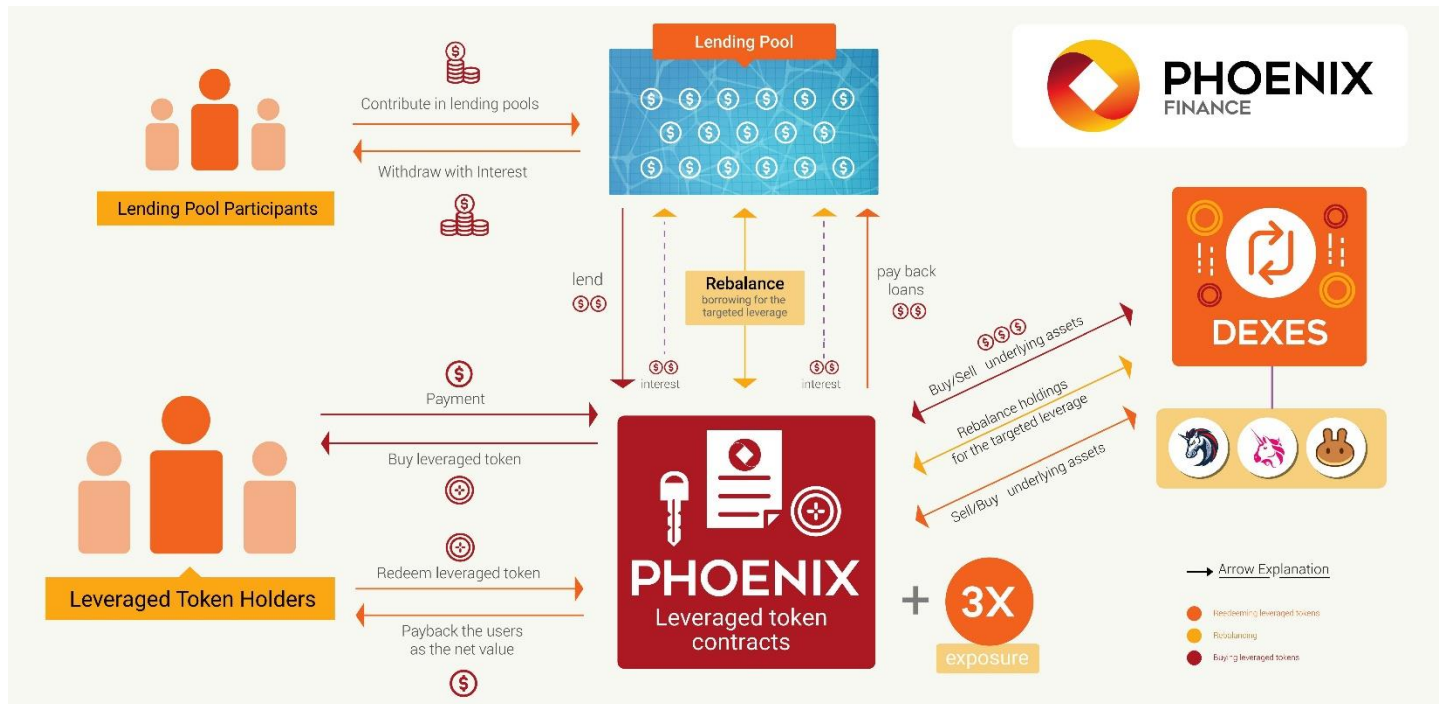 Lending Pool
PHOENIX
FINANCE
Contribute in lending pools
Withdraw with Interest
Lending Pool Participants
lend
Rebalance
borrowing for the
targeted leverage
pay back
loans
interest
interest
DEXES
Buy/Sell underlying assets
Rebalance holdings
for the targeted leverage
Sell/Buy underlying assets
Payment
Buy leveraged token
Redeem leveraged token
Payback the users
as the net value
Leveraged Token Holders
PHOENIX
Leveraged token
contracts
+
3X
exposure
Arrow Explanation
Reedeeming leveraged tokens
Rebalancing
Buying leveraged tokens